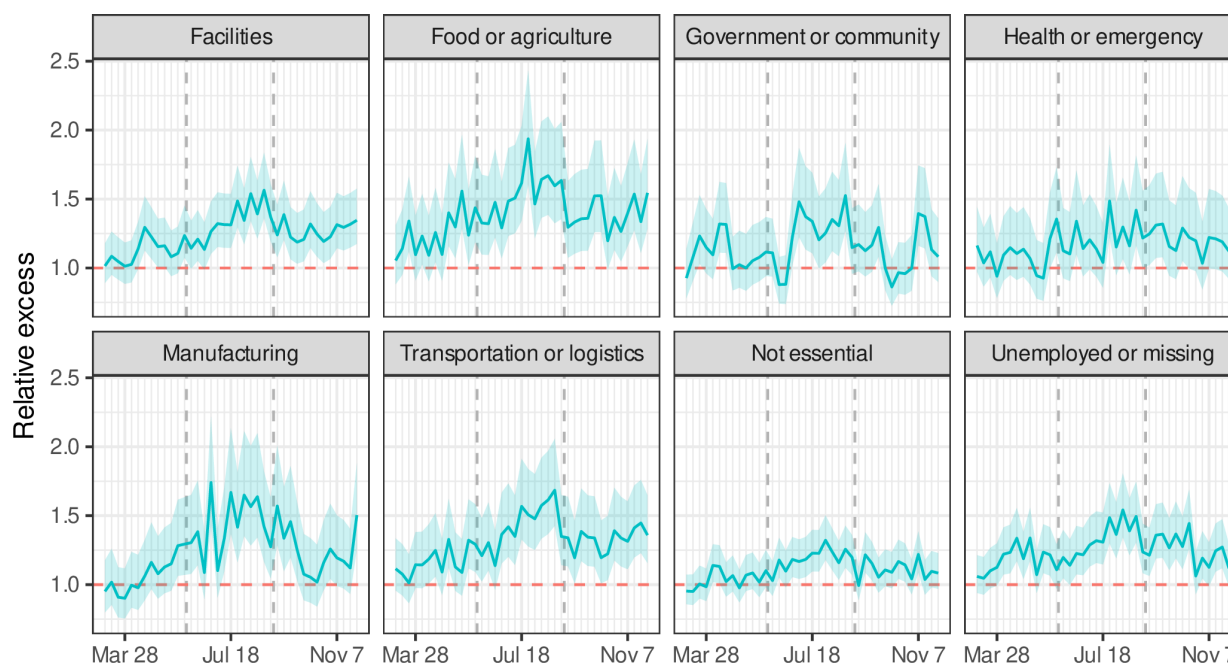 Facilities
Food or agriculture
Government or community
Health or emergency
2.5
2.0
1.5
1.0
Relative excess
Manufacturing
Transportation or logistics
Not essential
Unemployed or missing
2.5
2.0
1.5
1.0
Mar 28 Jul 18 Nov 7
Mar 28 Jul 18 Nov 7
Mar 28 Jul 18 Nov 7
Mar 28 Jul 18 Nov